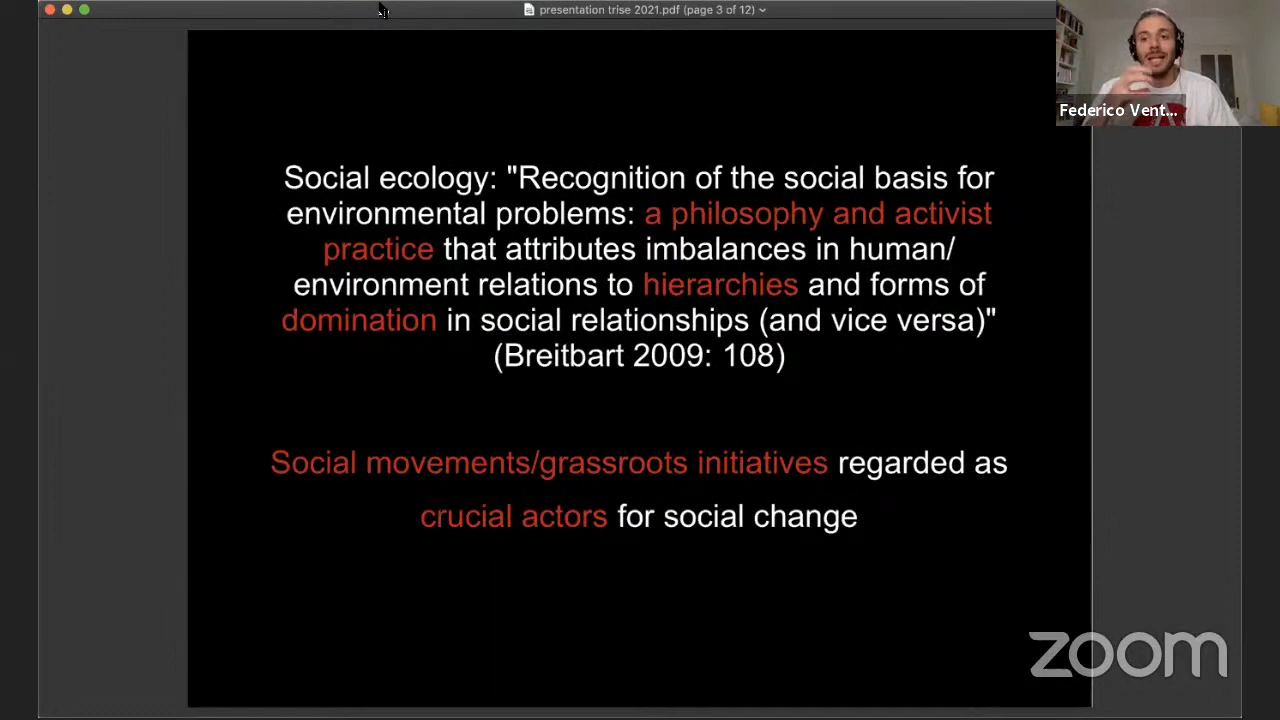 presentation trise 2021.pdf (page 3 of 12)
Federico Vent...
Social ecology: "Recognition of the social basis for
environmental problems: a philosophy and activist
practice that attributes imbalances in human/
environment relations to hierarchies and forms of
domination in social relationships (and vice versa)"
(Breitbart 2009: 108)
Social movements/grassroots initiatives regarded as
crucial actors for social change
zoom